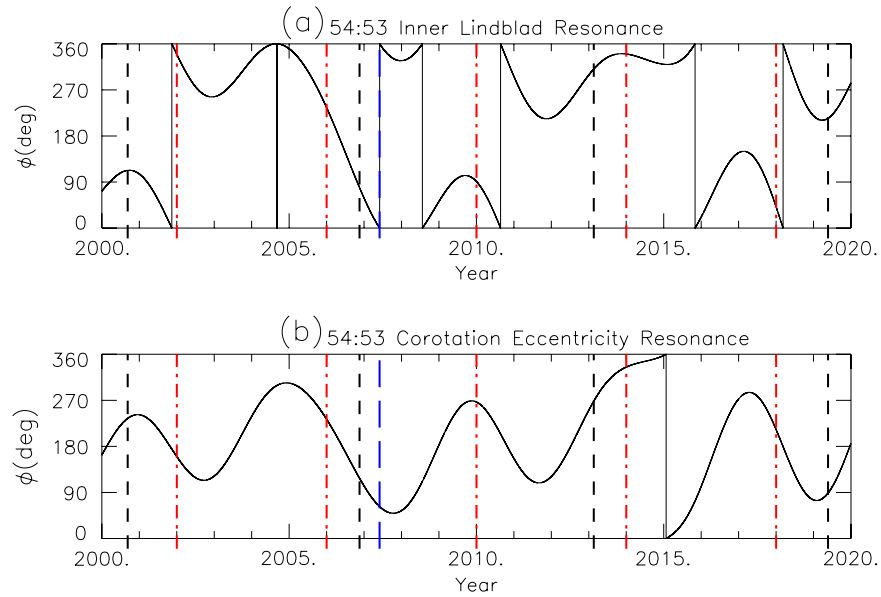 (a) 54:53 Inner Lindblad Resonance
360
270
180
90
0
ϕ(deg)
2000. 2005. 2010. 2015. 2020.
Year
(b) 54:53 Corotation Eccentricity Resonance
360
270
180
90
0
ϕ(deg)
2000. 2005. 2010. 2015. 2020.
Year